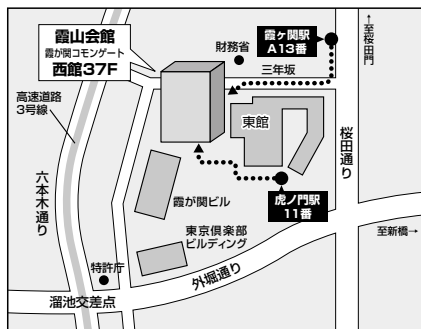 霞山会館
霞が関コモンゲート
西館37F
財務省
霞ヶ関駅
A13番
↑至桜田門
三年坂
高速道路
3号線
東館
桜田通り
六本木通り
霞が関ビル
虎ノ門駅
11番
東京倶楽部
ビルディング
至新橋→
外堀通り
特許庁
溜池交差点